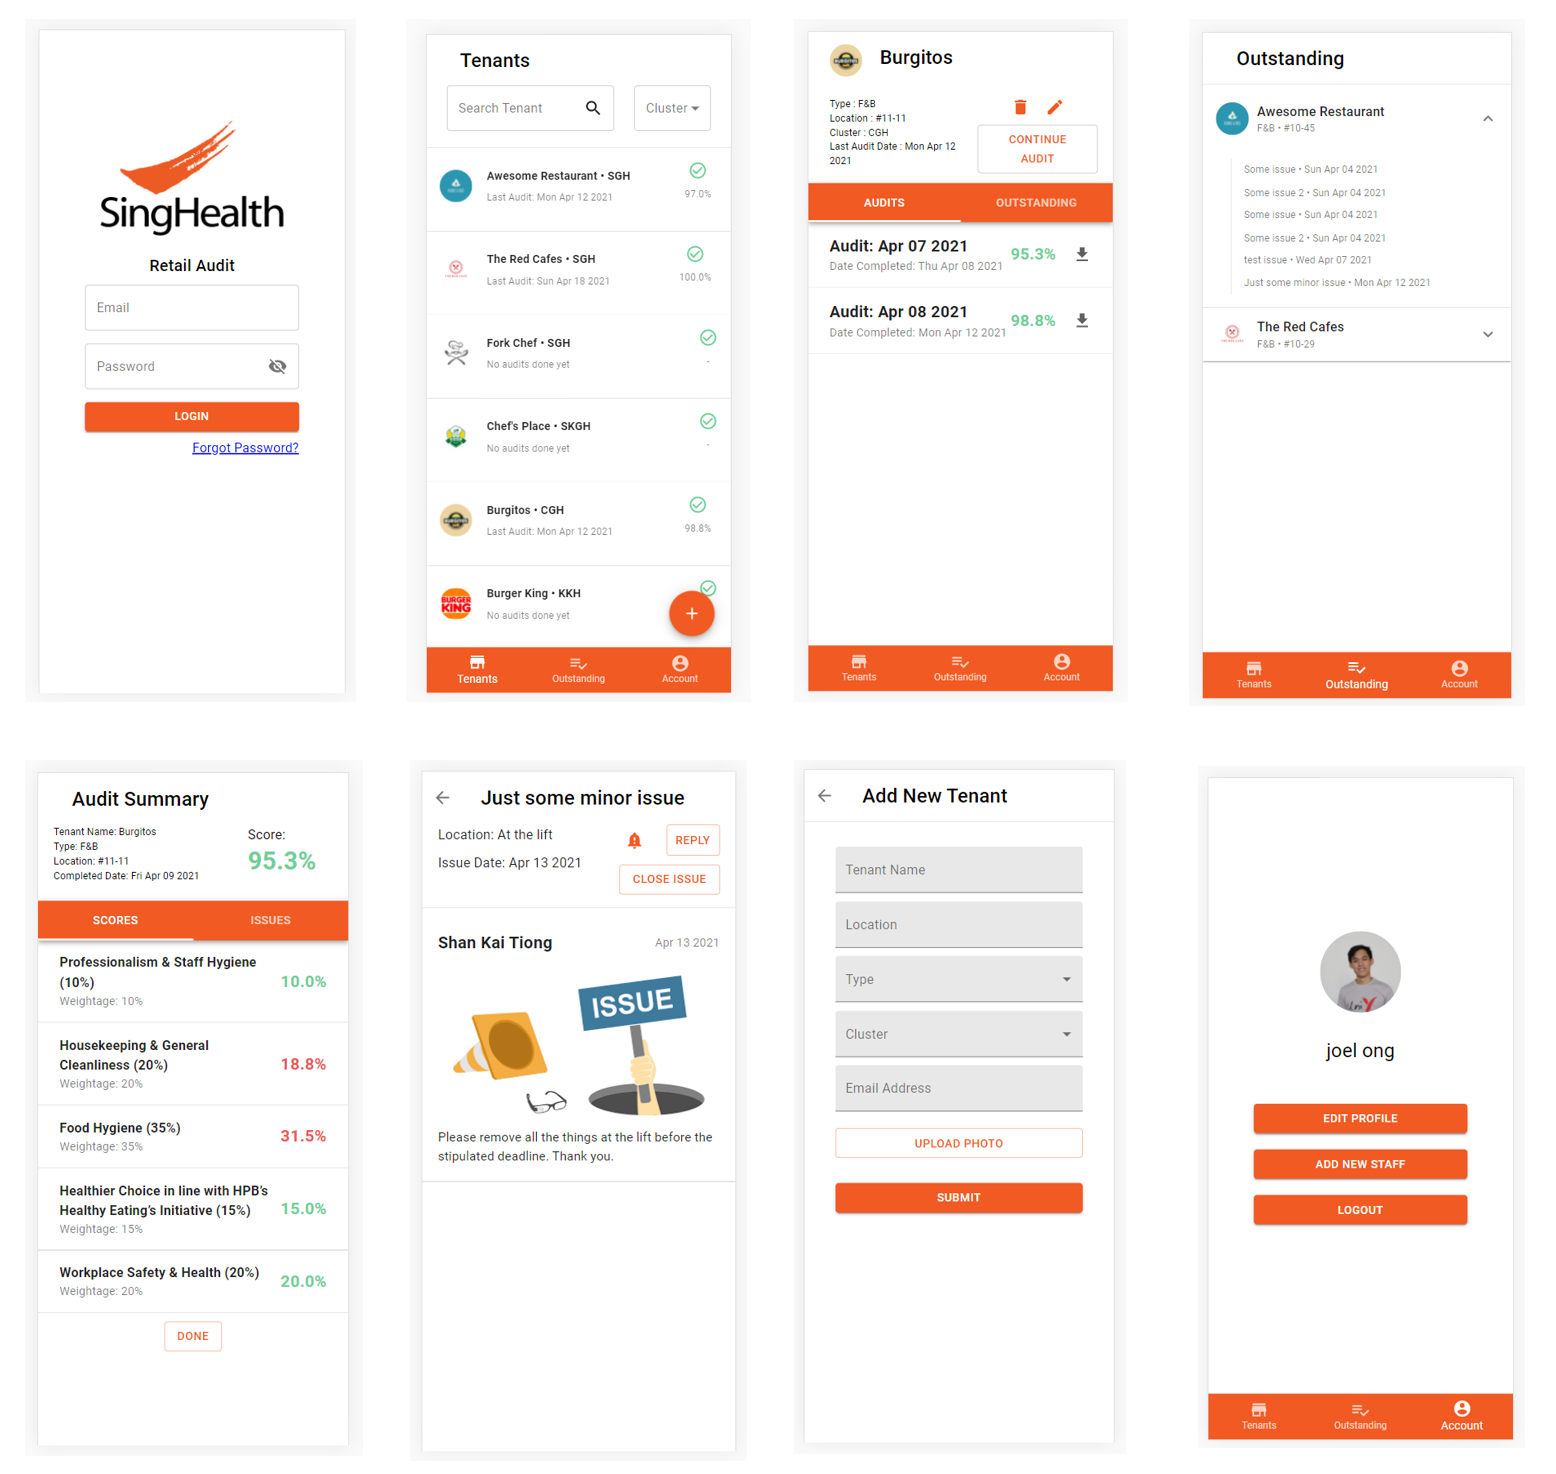 SingHealth
Retail Audit
Email
Password
LOGIN
Forgot Password?
Tenants
Search Tenant
Cluster
Awesome Restaurant • SGH
Last Audit: Mon Apr 12 2021
97.0%
The Red Cafes • SGH
Last Audit: Sun Apr 18 2021
100.0%
Fork Chef • SGH
No audits done yet
-
Chef's Place • SKGH
No audits done yet
-
Burgitos • CGH
Last Audit: Mon Apr 12 2021
98.8%
BURGER
KING
Burger King • KKH
No audits done yet
+
Tenants
Outstanding
Account
BURGITOS
Burgitos
Type : F&B
Location : #11-11
Cluster : CGH
Last Audit Date : Mon Apr 12
2021
CONTINUE
AUDIT
AUDITS
OUTSTANDING
Audit: Apr 07 2021
Date Completed: Thu Apr 08 2021
95.3%
Audit: Apr 08 2021
Date Completed: Mon Apr 12 2021
98.8%
Tenants
Outstanding
Account
Outstanding
Awesome Restaurant
F&B • #10-45
Some issue • Sun Apr 04 2021
Some issue 2 • Sun Apr 04 2021
Some issue • Sun Apr 04 2021
Some issue 2 • Sun Apr 04 2021
test issue • Wed Apr 07 2021
Just some minor issue • Mon Apr 12 2021
The Red Cafes
F&B • #10-29
Tenants
Outstanding
Account
Audit Summary
Tenant Name: Burgitos
Type: F&B
Location: #11-11
Completed Date: Fri Apr 09 2021
Score:
95.3%
SCORES
ISSUES
Professionalism & Staff Hygiene
(10%)
Weightage: 10%
10.0%
Housekeeping & General
Cleanliness (20%)
Weightage: 20%
18.8%
Food Hygiene (35%)
Weightage: 35%
31.5%
Healthier Choice in line with HPB's
Healthy Eating's Initiative (15%)
Weightage: 15%
15.0%
Workplace Safety & Health (20%)
Weightage: 20%
20.0%
DONE
Just some minor issue
Location: At the lift
Issue Date: Apr 13 2021
REPLY
CLOSE ISSUE
Shan Kai Tiong
Apr 13 2021
ISSUE
Please remove all the things at the lift before the
stipulated deadline. Thank you.
Add New Tenant
Tenant Name
Location
Type
Cluster
Email Address
UPLOAD PHOTO
SUBMIT
joel ong
EDIT PROFILE
ADD NEW STAFF
LOGOUT
Tenants
Outstanding
Account